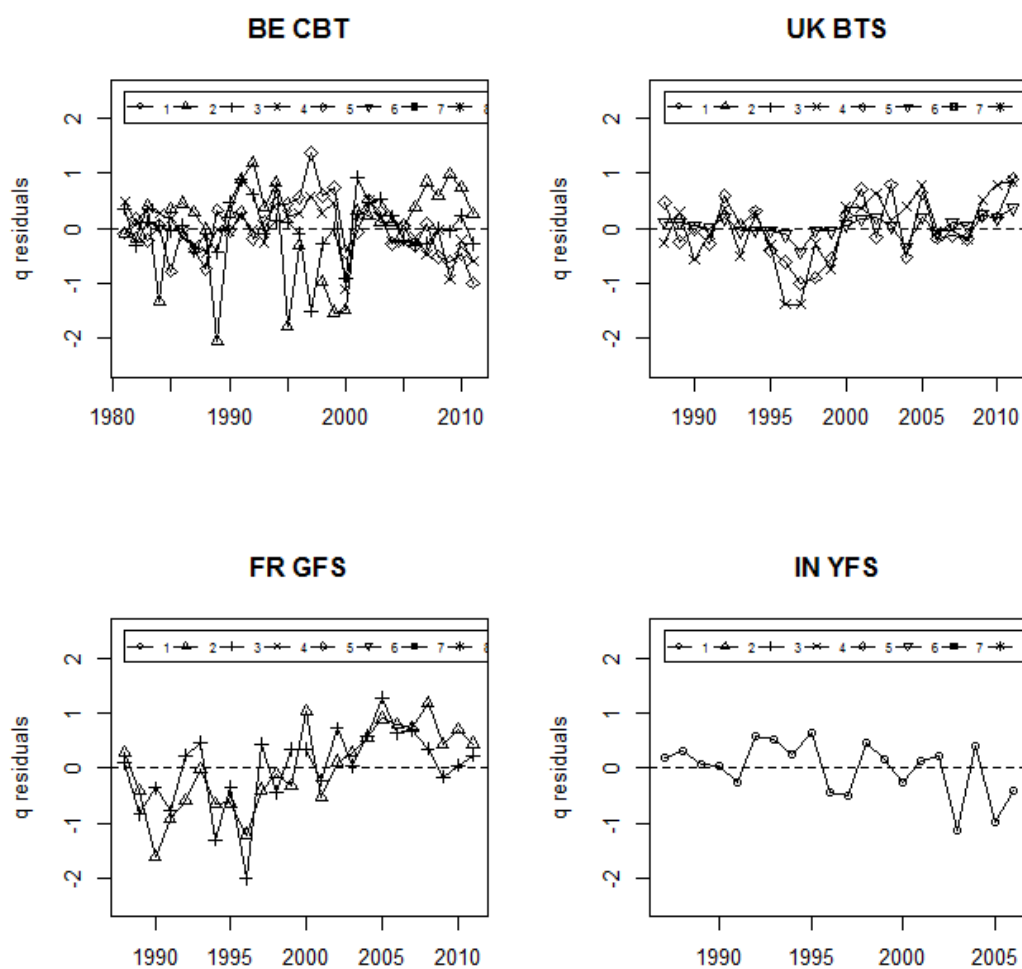 BE CBT
1 2 3 4 5 6 7 8
q residuals
2
1
0
-1
-2
1980 1990 2000 2010
UK BTS
1 2 3 4 5 6 7
q residuals
2
1
0
-1
-2
1990 1995 2000 2005 2010
FR GFS
1 2 3 4 5 6 7 8
q residuals
2
1
0
-1
-2
1990 1995 2000 2005 2010
IN YFS
1 2 3 4 5 6 7
q residuals
2
1
0
-1
-2
1990 1995 2000 2005